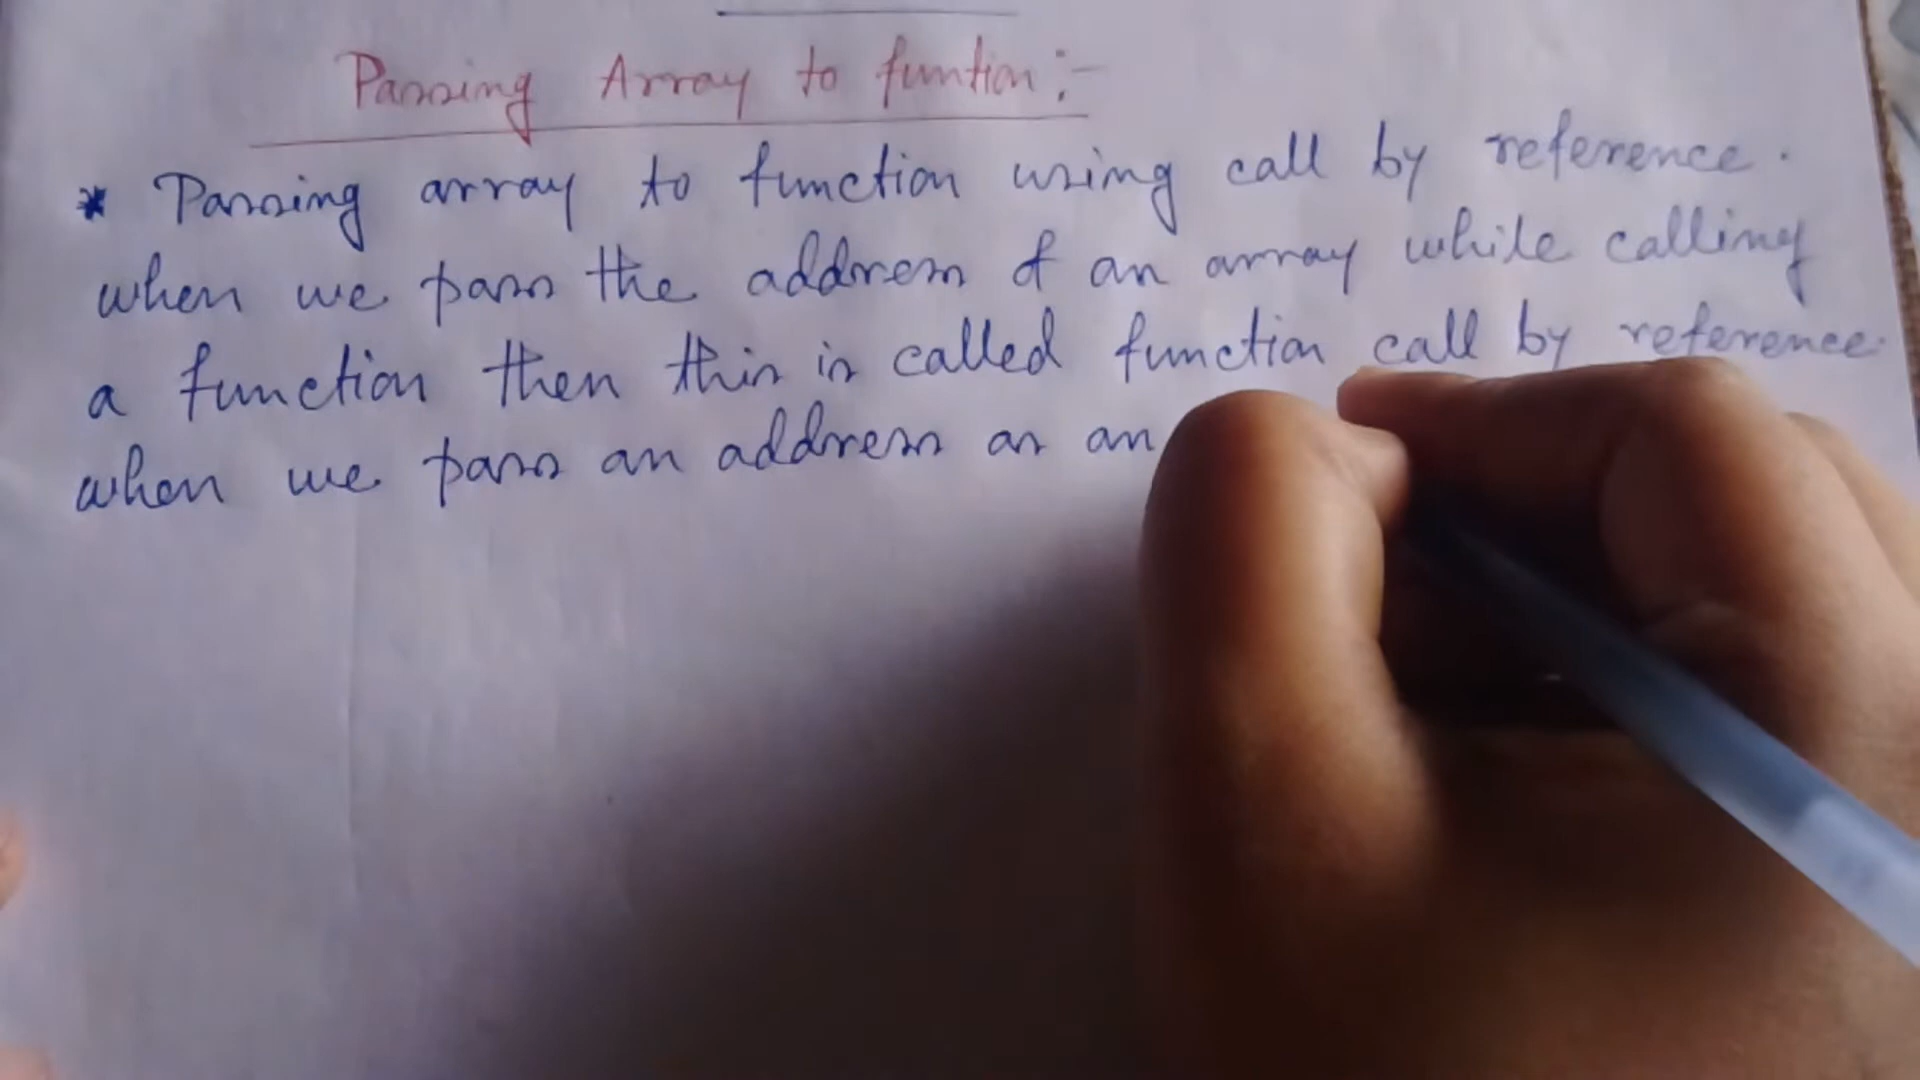 Passing Array to funtion :-
* Passing array to function using call by reference.
when we pass the address of an array while calling
a function then this is called function call by reference.
when we pass an address as an